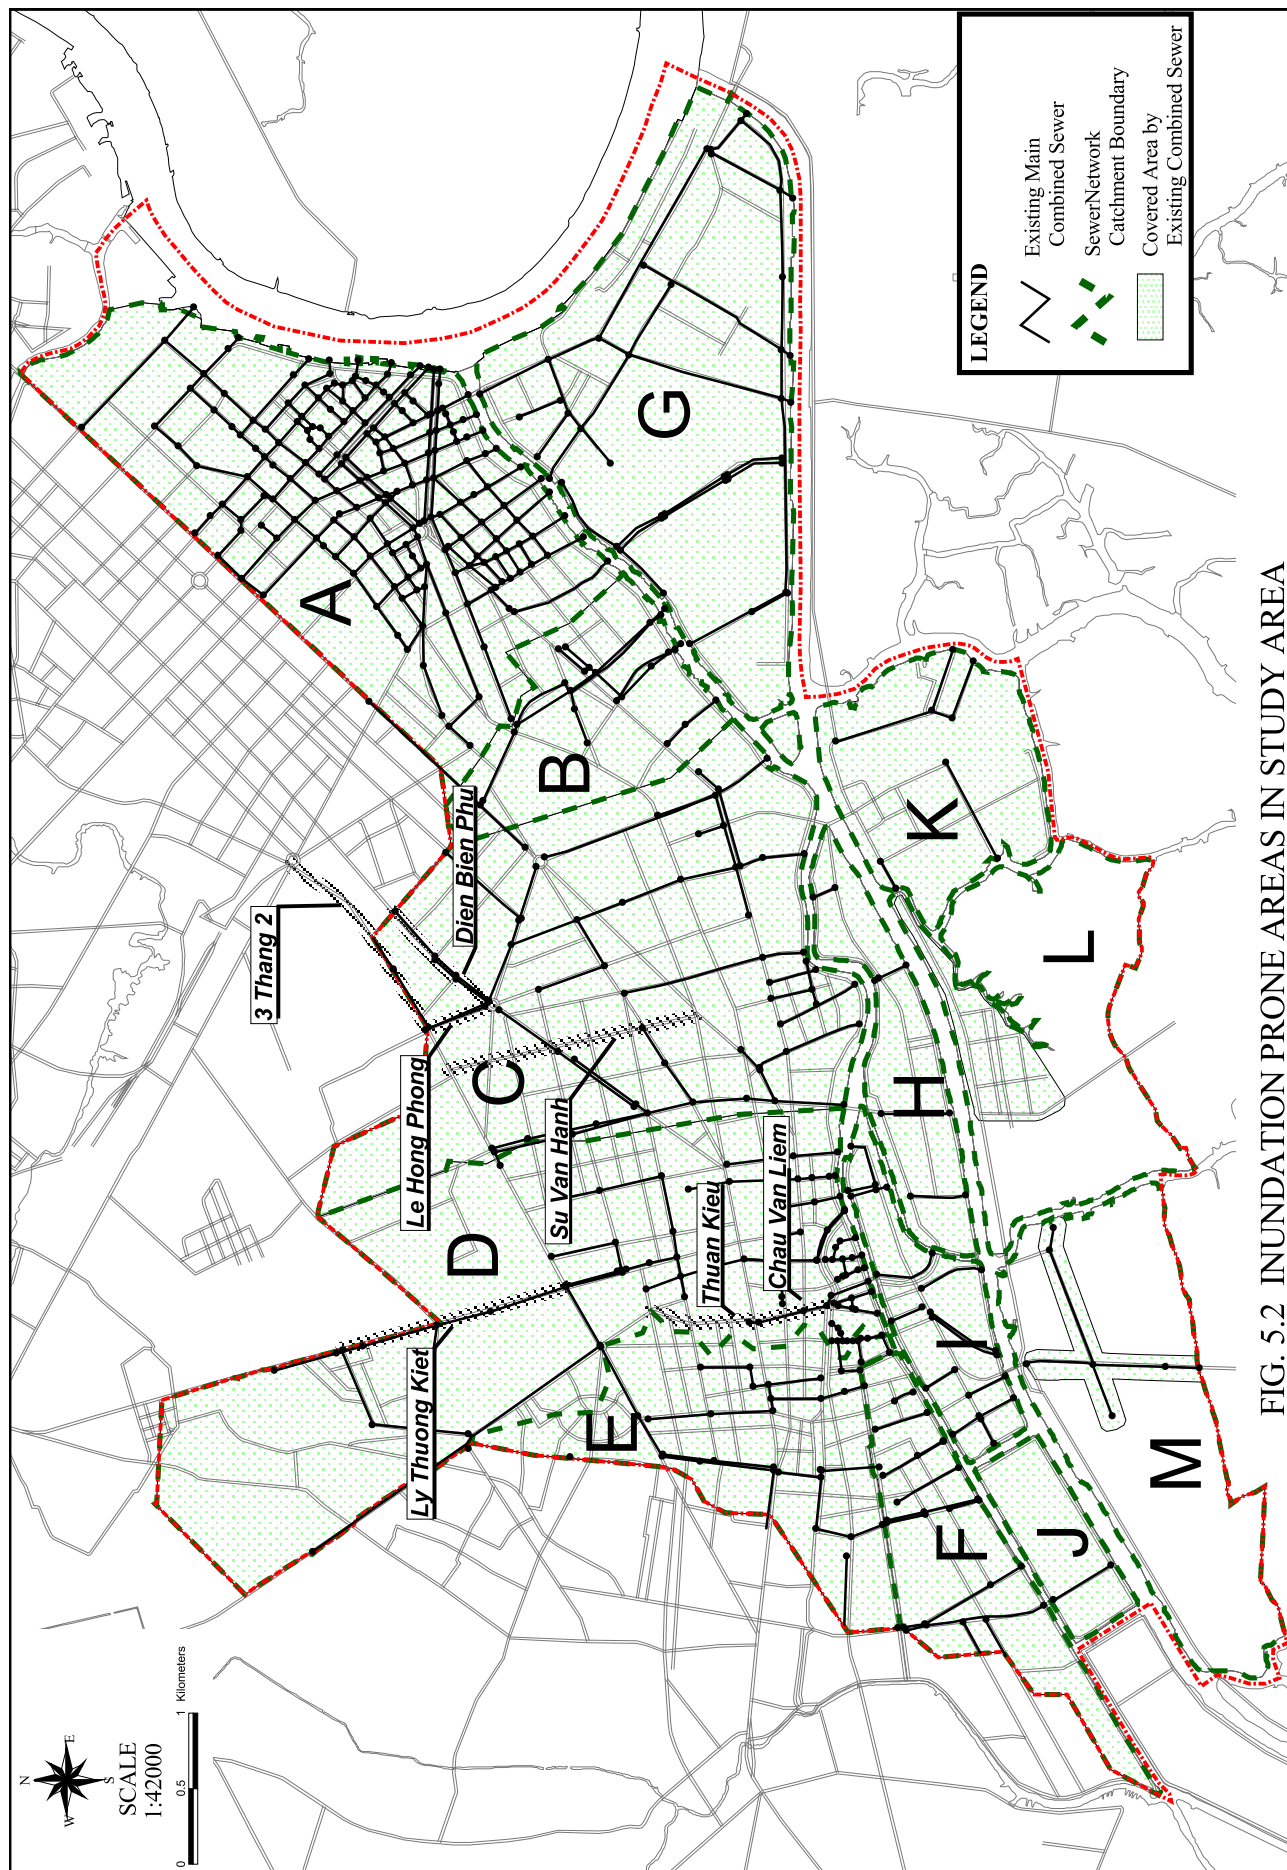 N
W
E
S
SCALE
1:42000
0
0.5
1
Kilometers
3 Thang 2
Dien Bien Phu
Le Hong Phong
Su Van Hanh
Thuan Kieu
Chau Van Liem
Ly Thuong Kiet
A
B
C
D
E
F
G
H
I
J
K
L
M
LEGEND
Existing Main
Combined Sewer
SewerNetwork
Catchment Boundary
Covered Area by
Existing Combined Sewer
FIG. 5.2 INUNDATION PRONE AREAS IN STUDY AREA